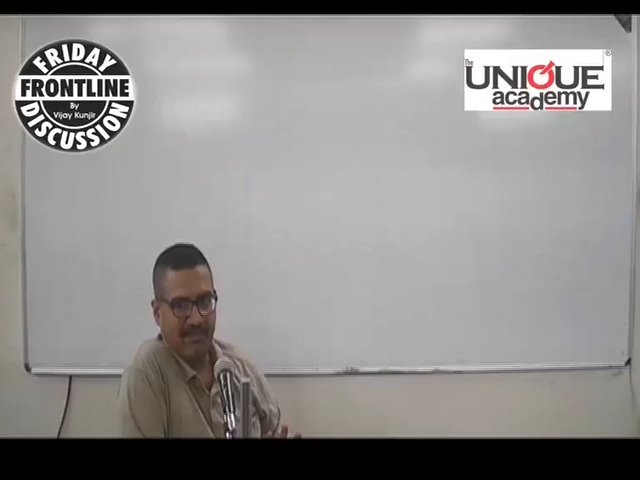 FRIDAY
FRONTLINE
By
Vijay Kunjir
DISCUSSION
The
UNIQUE
academy
®